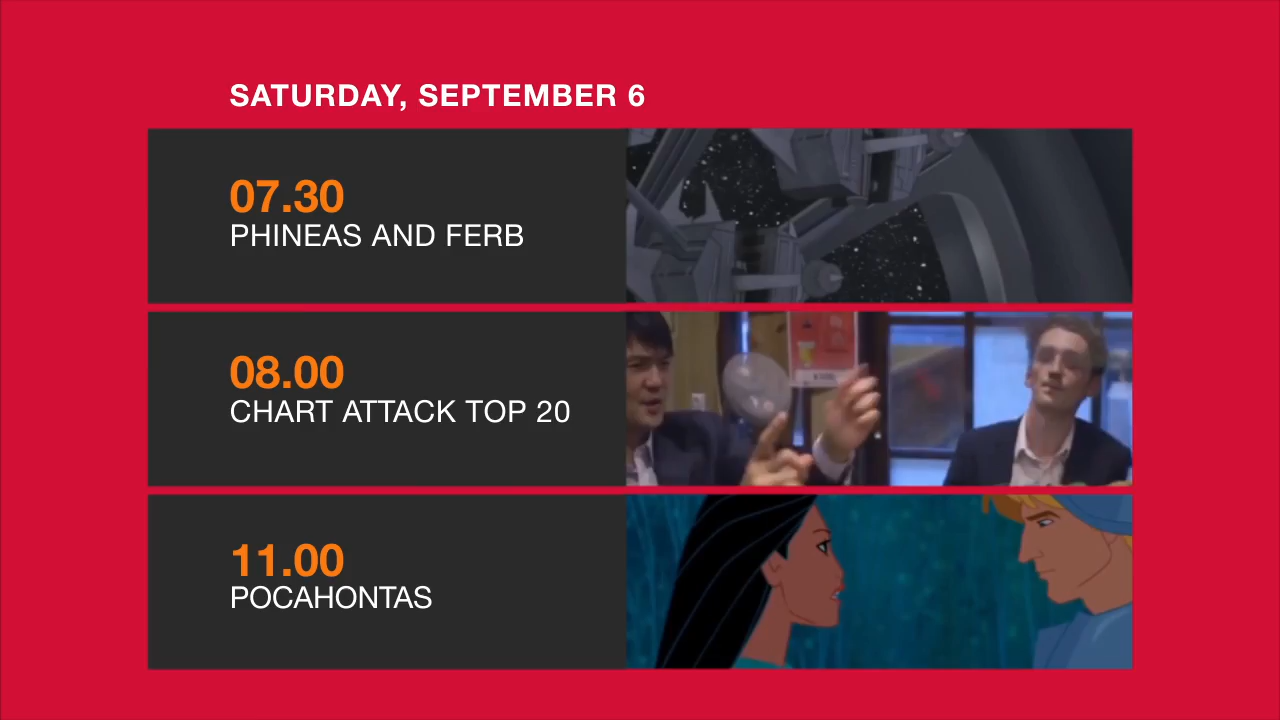 SATURDAY, SEPTEMBER 6
07.30
PHINEAS AND FERB
08.00
CHART ATTACK TOP 20
11.00
POCAHONTAS